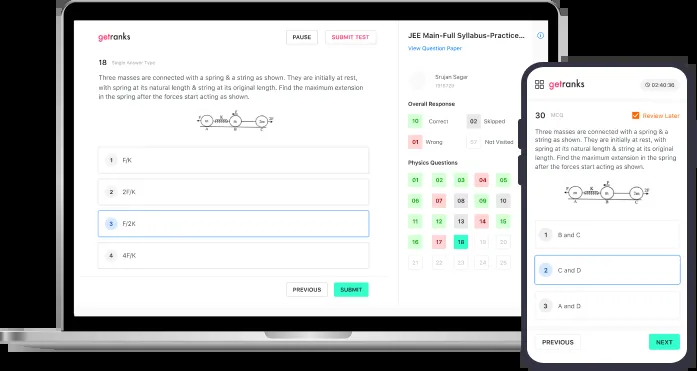 getranks
PAUSE
SUBMIT TEST
18 Single Answer Type
Three masses are connected with a spring & a string as shown. They are initially at rest,
with spring at its natural length & string at its original length, Find the maximum extension
in the spring after the forces start acting as shown.
F K F 2F
m m 2m
A B C
1 F/K
2 2F/K
3 F/2K
4 4F/K
PREVIOUS
SUBMIT
JEE Main-Full Syllabus-Practice...
View Question Paper
Srujan Sagar
Overall Response
10 Correct 02 Skipped
01 Wrong 57 Not Visited
Physics Questions
01 02 03 04 05
06 07 08 09 10
11 12 13 14 15
16 17 18 19 20
21 22 23 24 25
getranks
02:40:36
30 MCQ
Review Later
Three masses are connected with a spring & a
string as shown. They are initially at rest, with
spring at its natural length & string at its original
length. Find the maximum extension in the spring
after the forces start acting as shown.
F K F 2F
m m 2m
A B C
1 B and C
2 C and D
3 A and D
PREVIOUS
NEXT